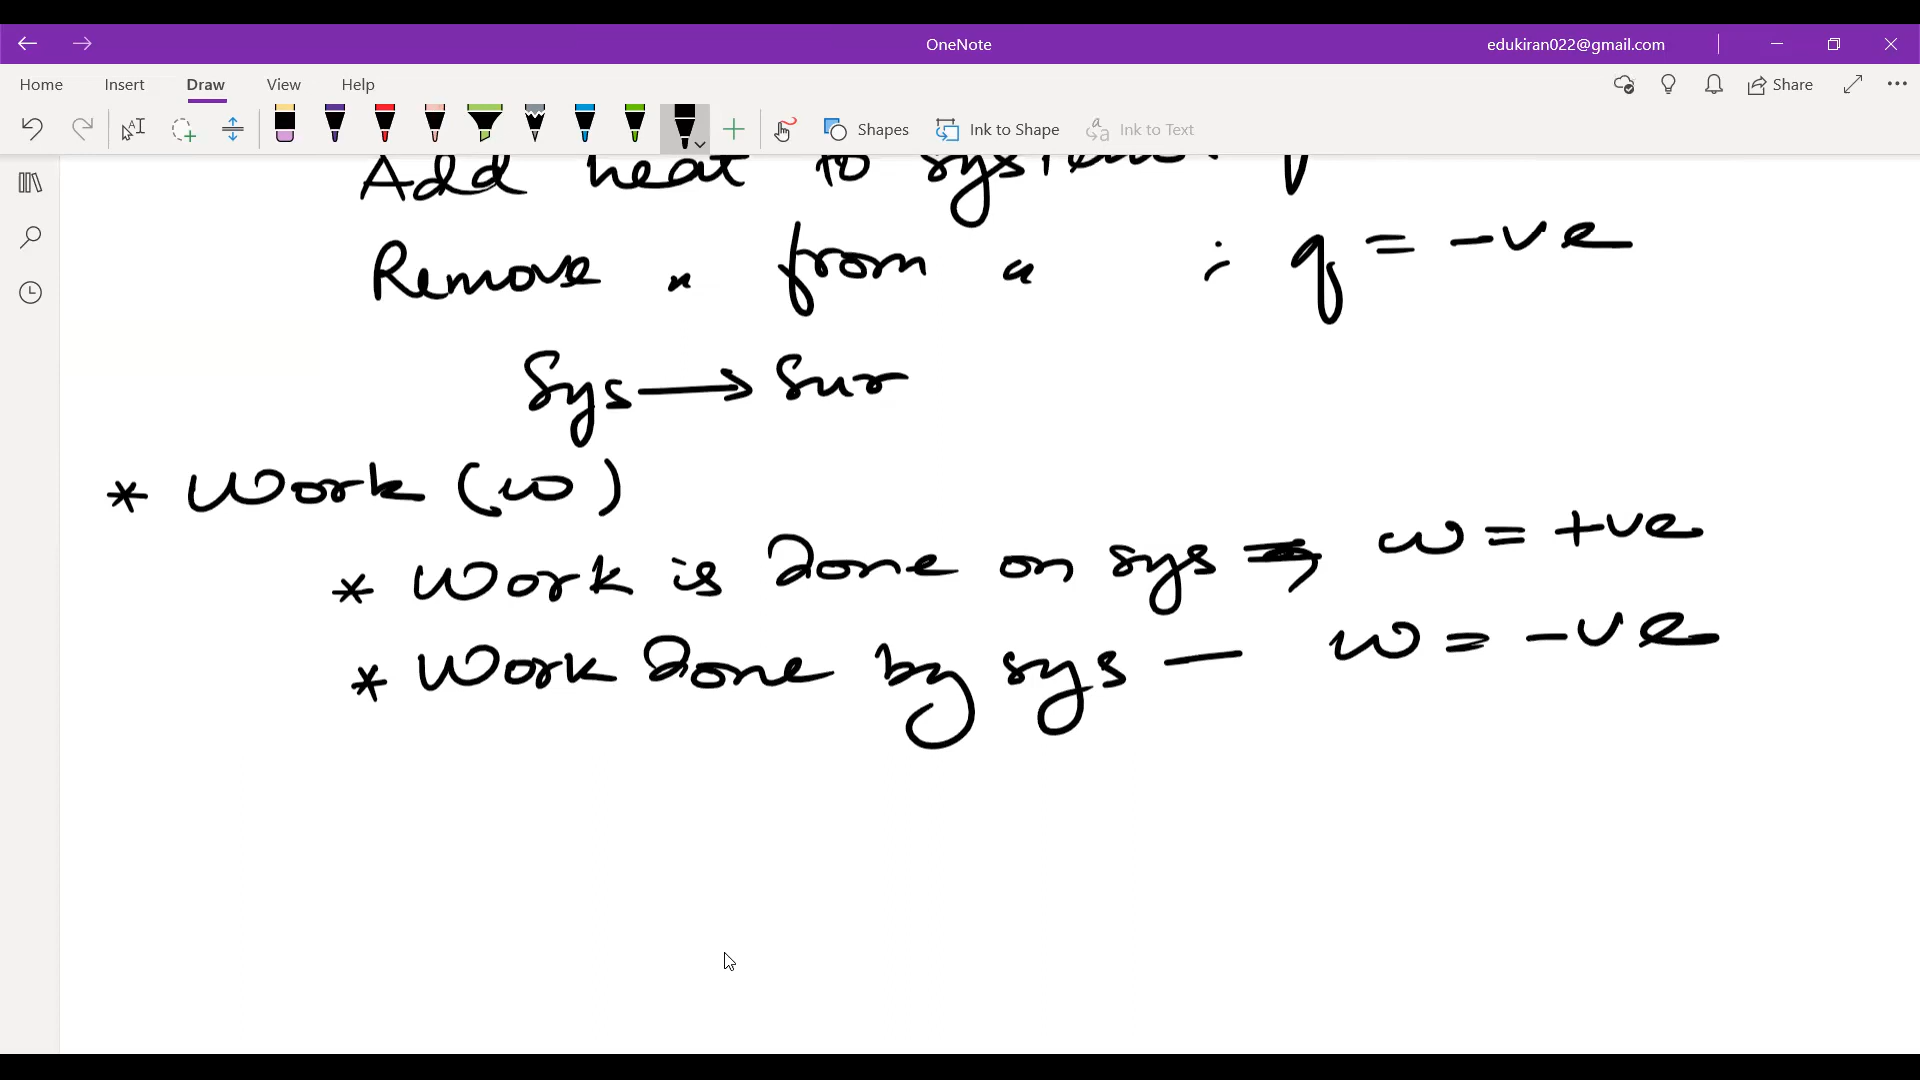 OneNote
edukiran022@gmail.com
Home Insert Draw View Help
Share
Shapes Ink to Shape Ink to Text
Add heat to system : q
Remove " from " : q = -ve
Sys → Sur
* Work (w)
* Work is done on sys → w = +ve
* Work done by sys — w = -ve